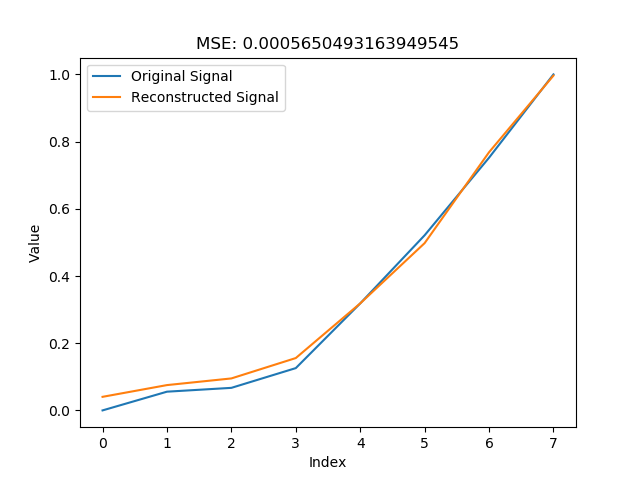 MSE: 0.0005650493163949545
Original Signal
Reconstructed Signal
1.0
0.8
0.6
0.4
0.2
0.0
Value
0 1 2 3 4 5 6 7
Index